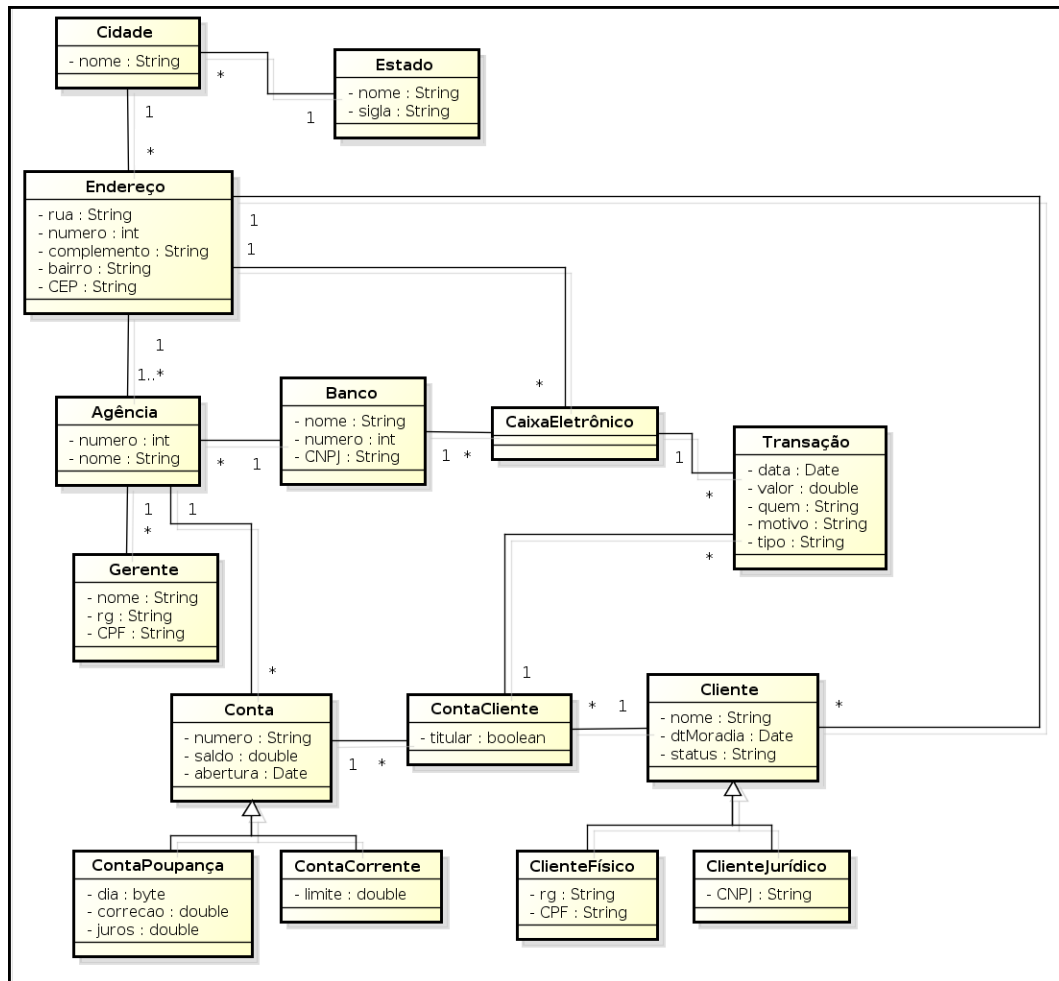 Cidade
- nome : String
*
1
Estado
- nome : String
- sigla : String
1
*
Endereço
- rua : String
- numero : int
- complemento : String
- bairro : String
- CEP : String
1
1
1
1..*
*
Agência
- numero : int
- nome : String
*
1
Banco
- nome : String
- numero : int
- CNPJ : String
1
*
CaixaEletrônico
1
*
Transação
- data : Date
- valor : double
- quem : String
- motivo : String
- tipo : String
*
1
1
*
Gerente
- nome : String
- rg : String
- CPF : String
*
1
Conta
- numero : String
- saldo : double
- abertura : Date
1
*
ContaCliente
- titular : boolean
*
1
Cliente
- nome : String
- dtMoradia : Date
- status : String
*
ContaPoupança
- dia : byte
- correcao : double
- juros : double
ContaCorrente
- limite : double
ClienteFísico
- rg : String
- CPF : String
ClienteJurídico
- CNPJ : String